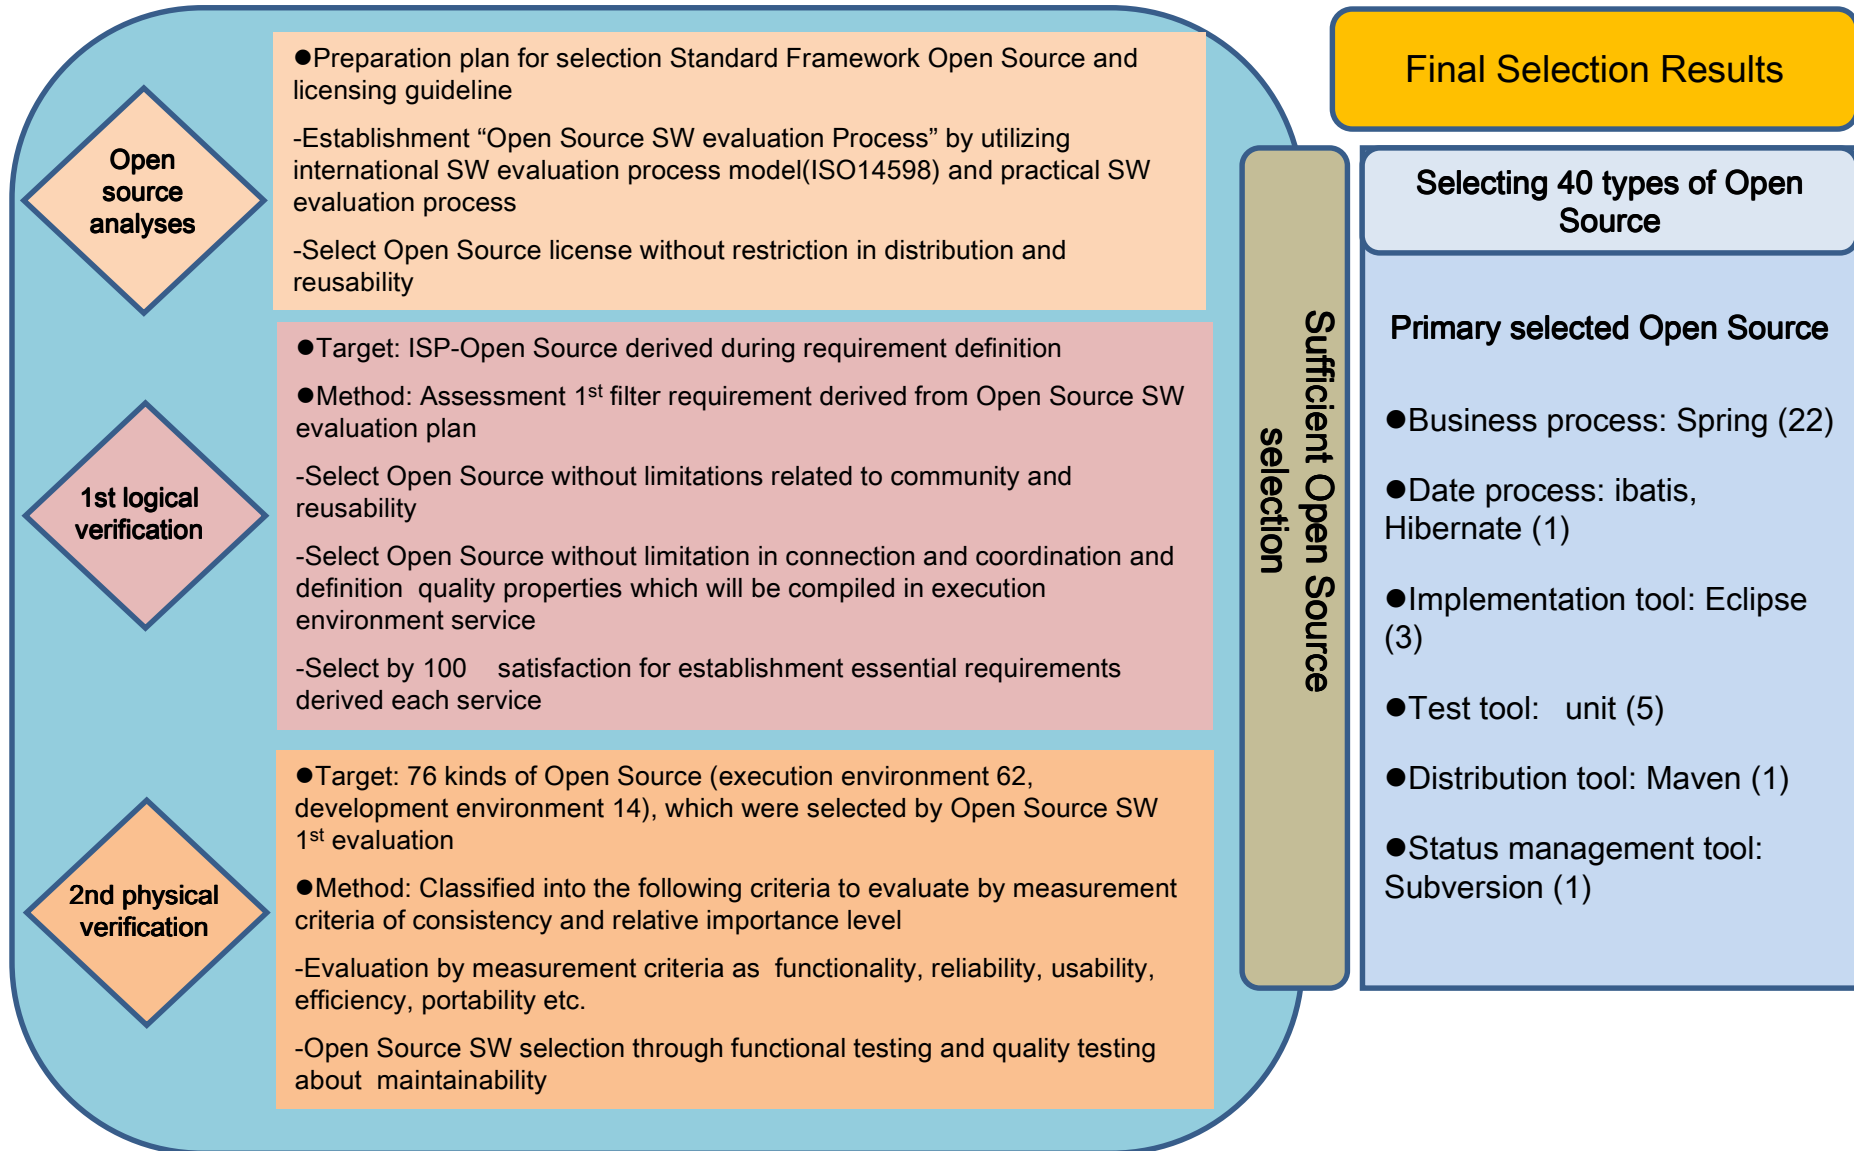 Open
source
analyses
●Preparation plan for selection Standard Framework Open Source and
licensing guideline
-Establishment “Open Source SW evaluation Process” by utilizing
international SW evaluation process model(ISO14598) and practical SW
evaluation process
-Select Open Source license without restriction in distribution and
reusability
1st logical
verification
●Target: ISP-Open Source derived during requirement definition
●Method: Assessment 1st filter requirement derived from Open Source SW
evaluation plan
-Select Open Source without limitations related to community and
reusability
-Select Open Source without limitation in connection and coordination and
definition quality properties which will be compiled in execution
environment service
-Select by 100 satisfaction for establishment essential requirements
derived each service
2nd physical
verification
●Target: 76 kinds of Open Source (execution environment 62,
development environment 14), which were selected by Open Source SW
1st evaluation
●Method: Classified into the following criteria to evaluate by measurement
criteria of consistency and relative importance level
-Evaluation by measurement criteria as functionality, reliability, usability,
efficiency, portability etc.
-Open Source SW selection through functional testing and quality testing
about maintainability
Sufficient Open Source
selection
Final Selection Results
Selecting 40 types of Open
Source
Primary selected Open Source
●Business process: Spring (22)
●Date process: ibatis,
Hibernate (1)
●Implementation tool: Eclipse
(3)
●Test tool: unit (5)
●Distribution tool: Maven (1)
●Status management tool:
Subversion (1)